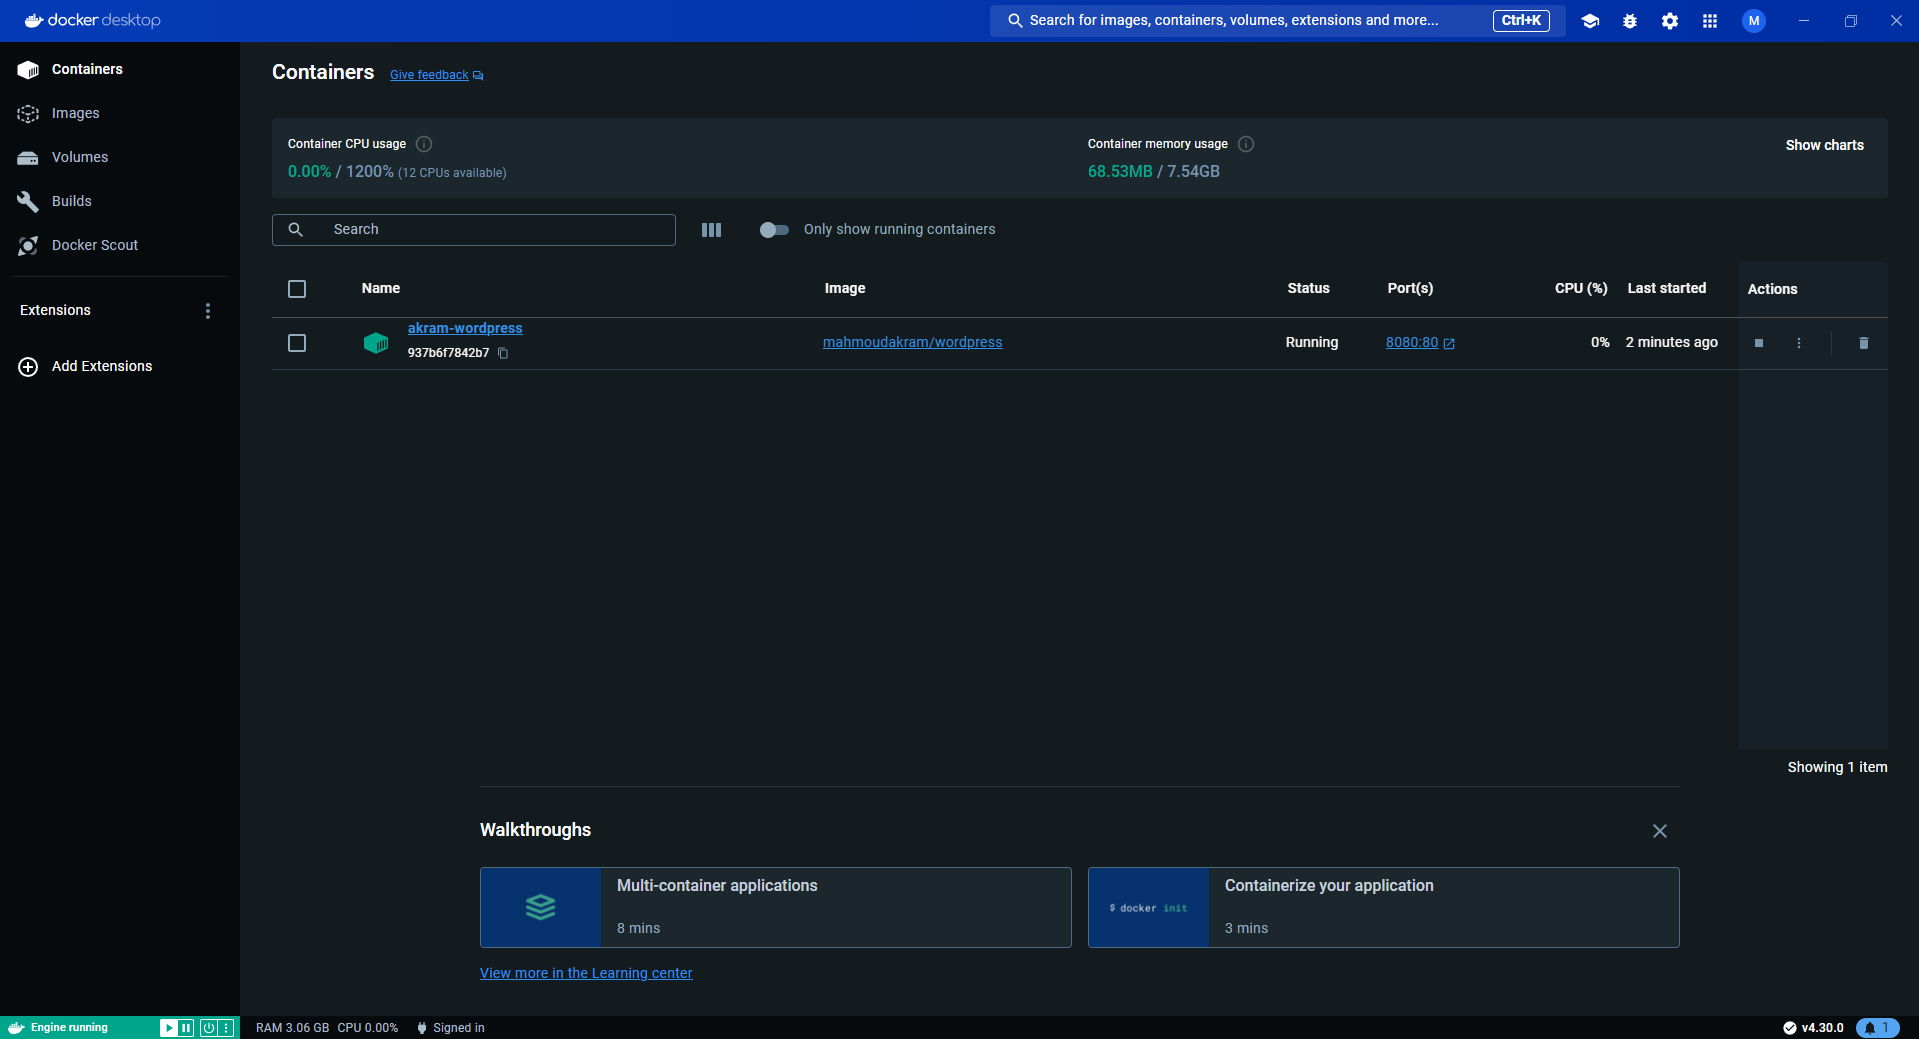 docker desktop
Search for images, containers, volumes, extensions and more... Ctrl+K
M
Containers
Images
Volumes
Builds
Docker Scout
Extensions
Add Extensions
Containers Give feedback
Container CPU usage
0.00% / 1200% (12 CPUs available)
Container memory usage
68.53MB / 7.54GB
Show charts
Search
Only show running containers
Name Image Status Port(s) CPU (%) Last started Actions
akram-wordpress
937b6f7842b7
mahmoudakram/wordpress Running 8080:80 0% 2 minutes ago
Showing 1 item
Walkthroughs
Multi-container applications
8 mins
$ docker init
Containerize your application
3 mins
View more in the Learning center
Engine running
RAM 3.06 GB CPU 0.00% Signed in
v4.30.0
1